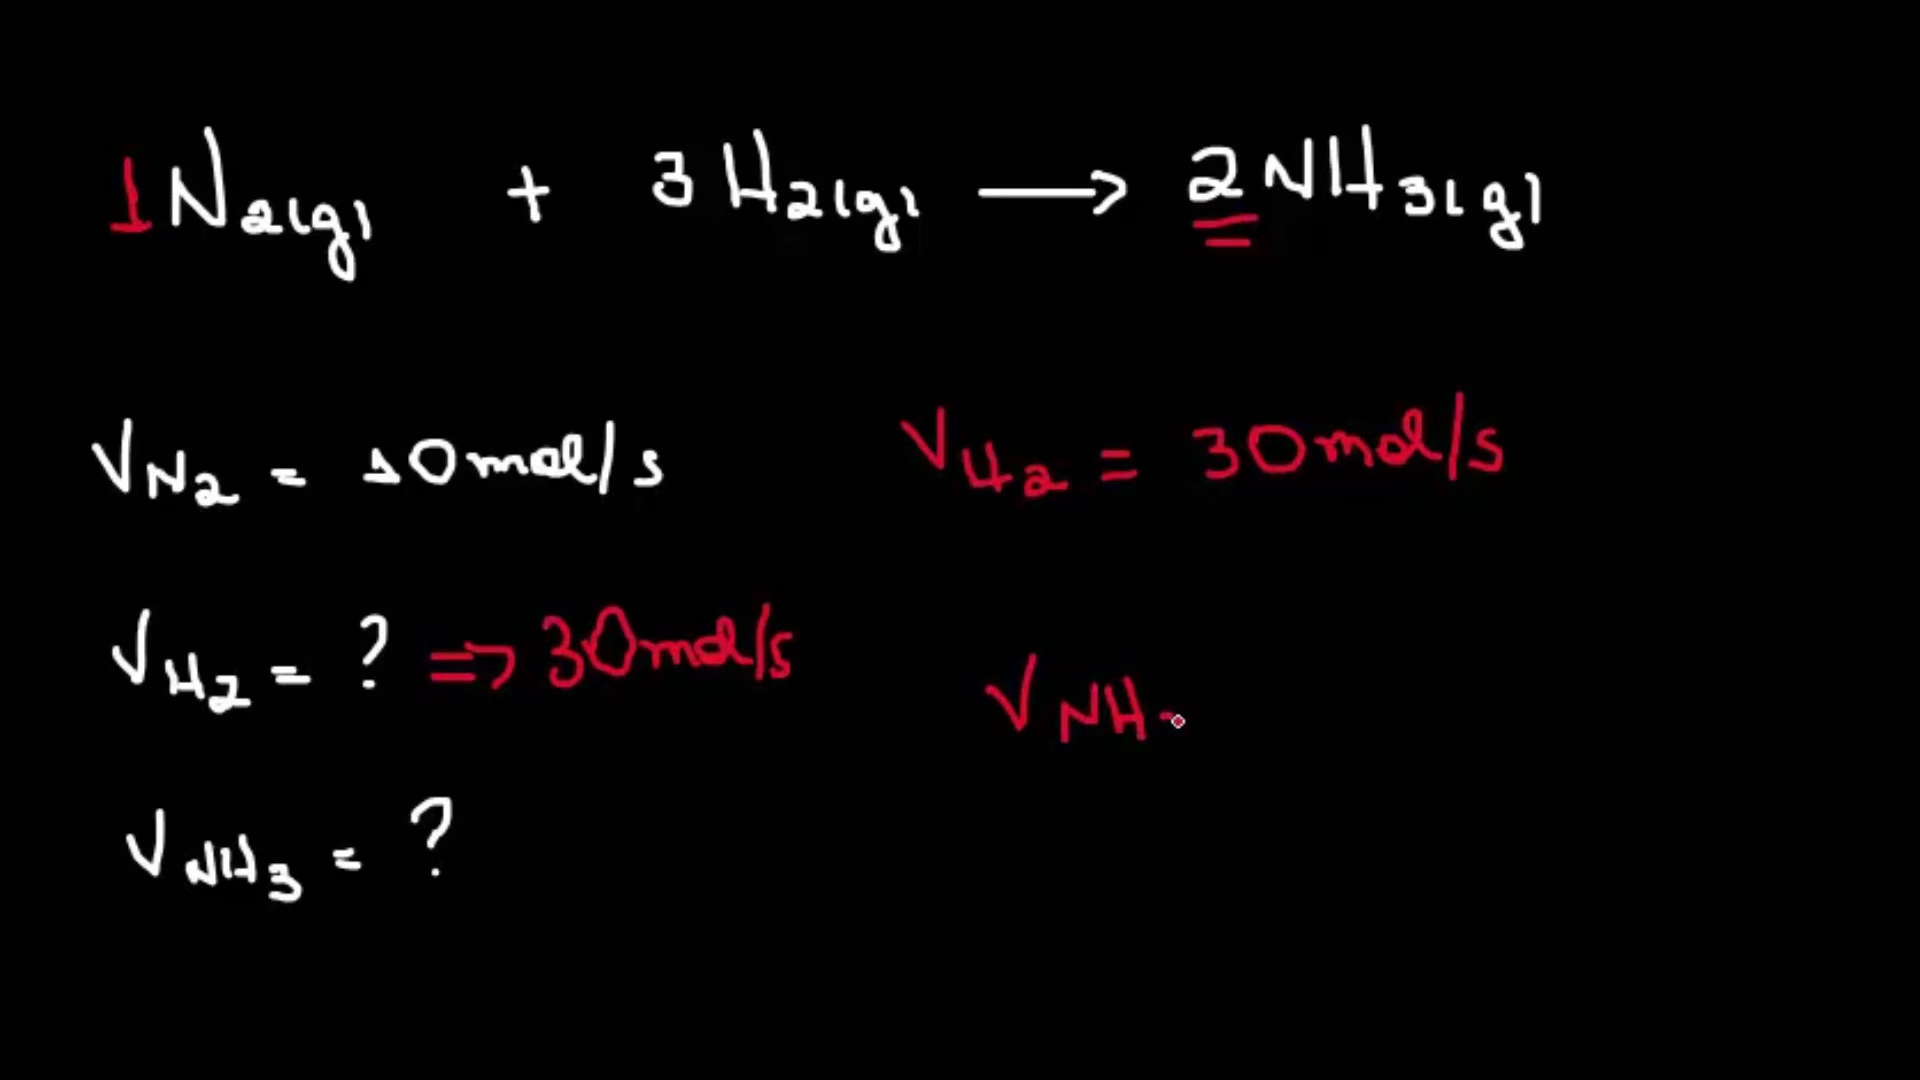 1N2(g) + 3H2(g) → 2NH3(g)
VN2 = 10mol/s
VH2 = 30mol/s
VH2 = ? => 30mol/s
VNH-
VNH3 = ?